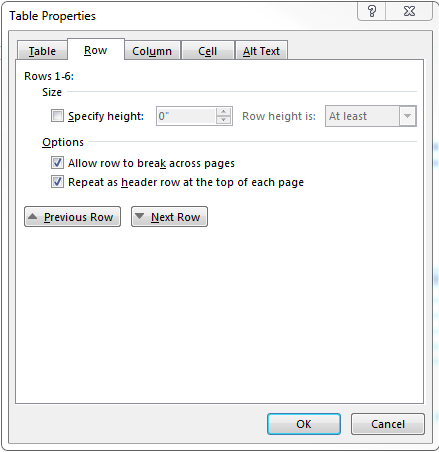 Table Properties
?
Table Row Column Cell Alt Text
Rows 1-6:
Size
Specify height: 0" Row height is: At least
Options
Allow row to break across pages
Repeat as header row at the top of each page
Previous Row Next Row
OK Cancel